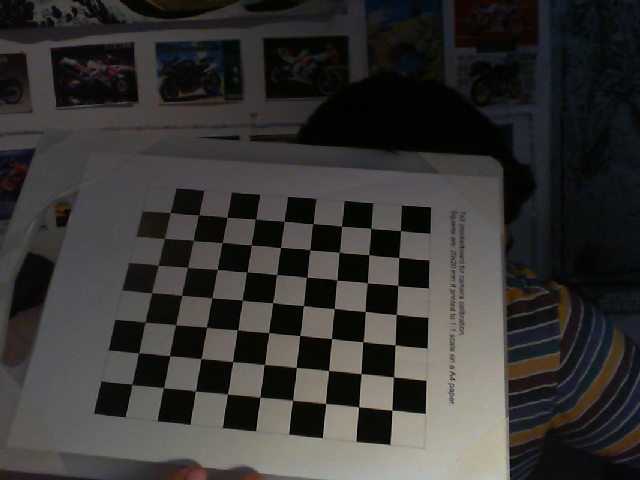 7x9 checkerboard for camera calibration.
Squares are 20x20 mm if printed to 1:1 scale on a A4 paper.